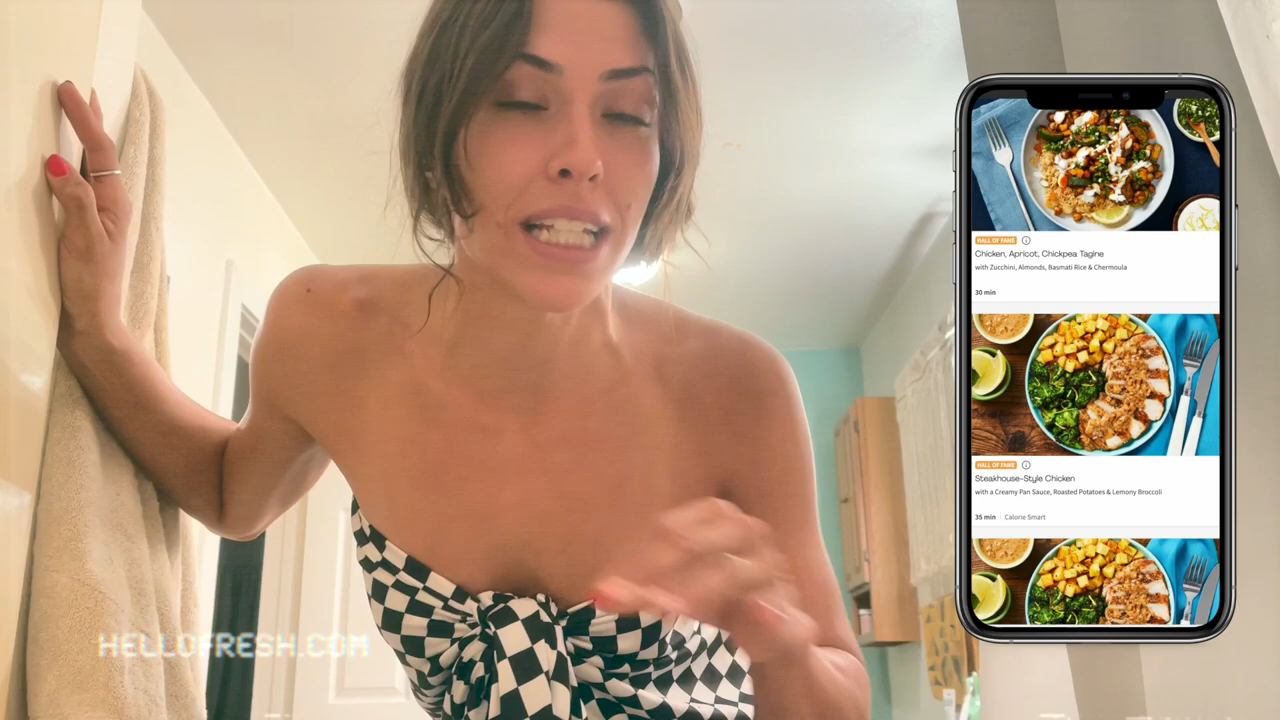 HALL OF FAME
Chicken, Apricot, Chickpea Tagine
with Zucchini, Almonds, Basmati Rice & Chermoula
30 min
HALL OF FAME
Steakhouse-Style Chicken
with a Creamy Pan Sauce, Roasted Potatoes & Lemony Broccoli
35 min Calorie Smart
HELLOFRESH.COM